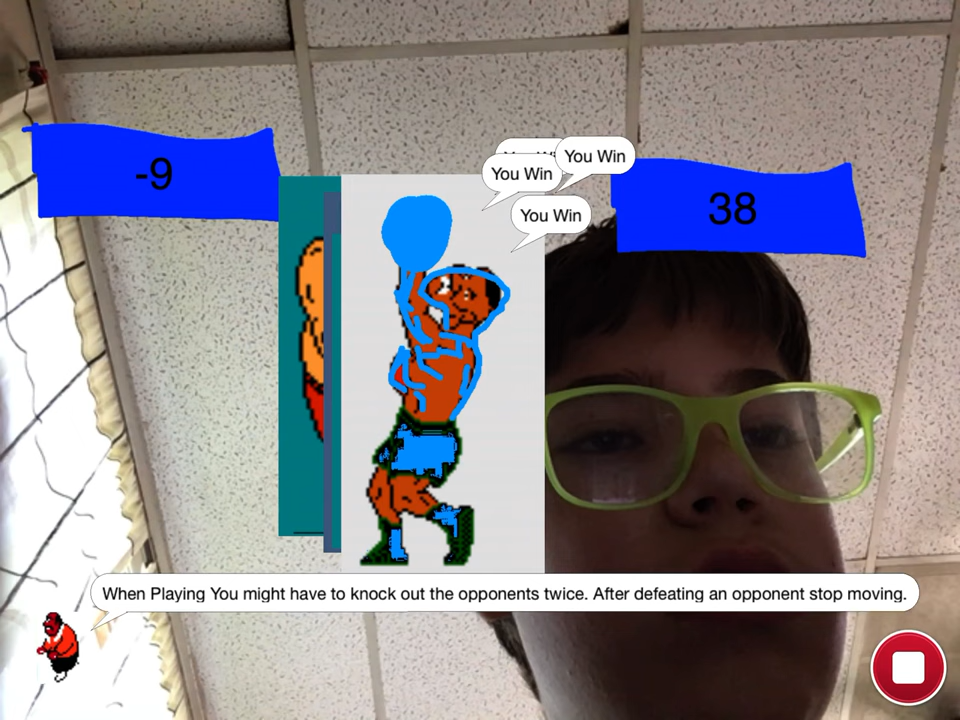 -9
You Win
You Win
You Win
38
When Playing You might have to knock out the opponents twice. After defeating an opponent stop moving.